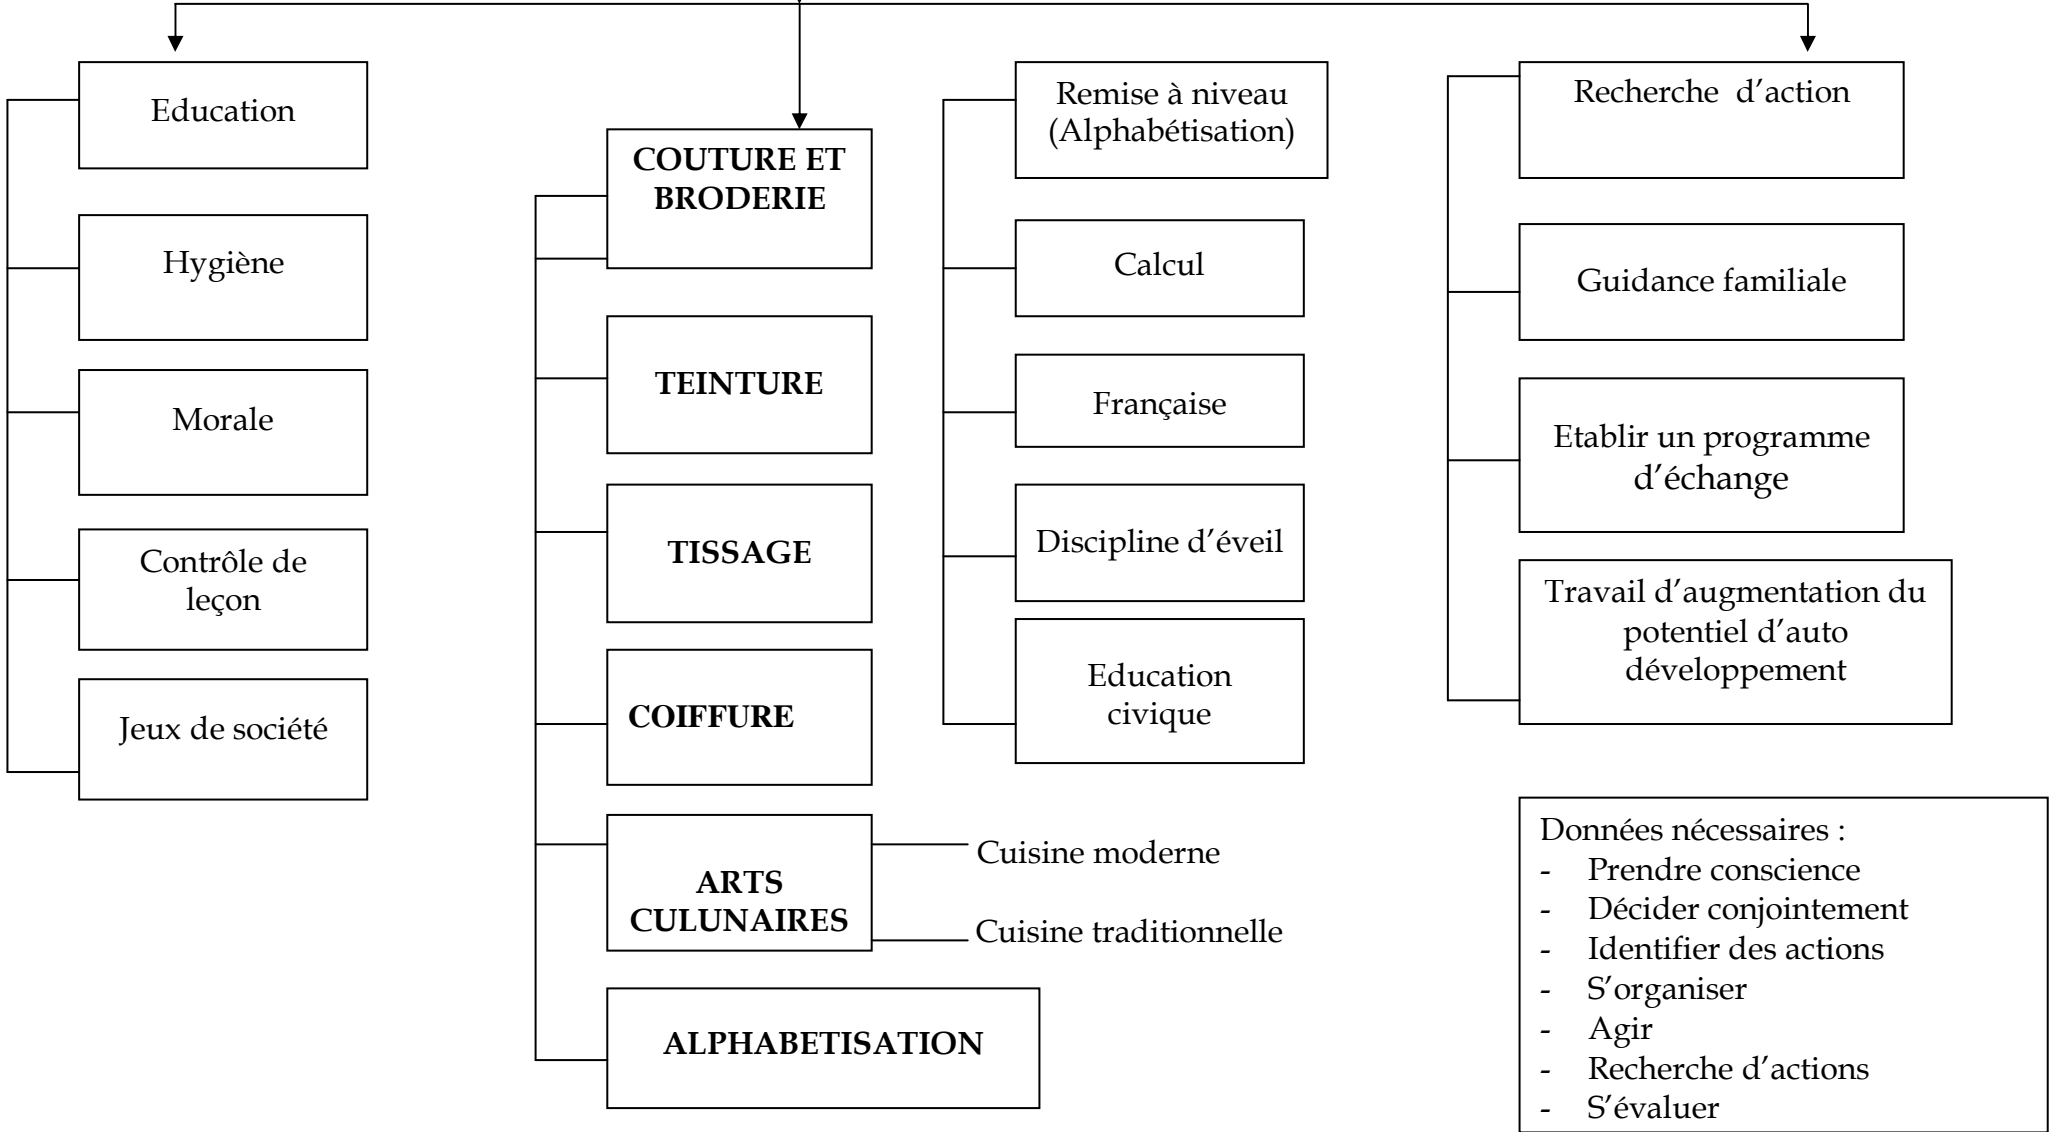 Education
Hygiène
Morale
Contrôle de
leçon
Jeux de société
COUTURE ET
BRODERIE
TEINTURE
TISSAGE
COIFFURE
ARTS
CULUNAIRES
Cuisine moderne
Cuisine traditionnelle
ALPHABETISATION
Remise à niveau
(Alphabétisation)
Calcul
Française
Discipline d’éveil
Education
civique
Recherche d’action
Guidance familiale
Etablir un programme
d’échange
Travail d’augmentation du
potentiel d’auto
développement
Données nécessaires :
- Prendre conscience
- Décider conjointement
- Identifier des actions
- S’organiser
- Agir
- Recherche d’actions
- S’évaluer